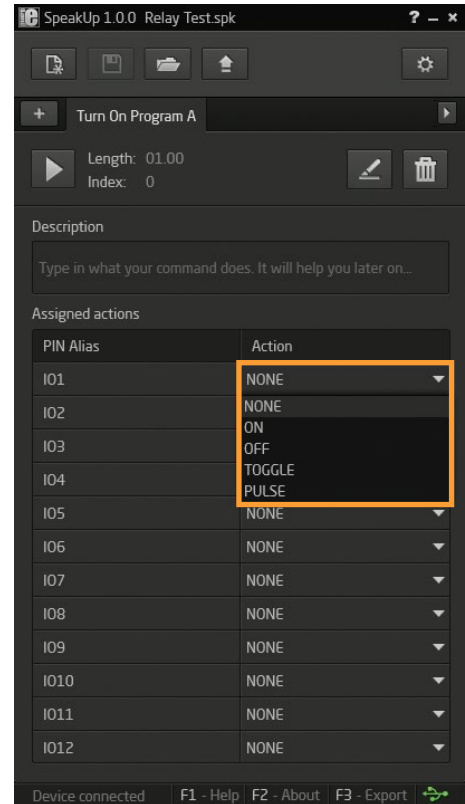 ie SpeakUp 1.0.0 Relay Test.spk ? – ×
+ Turn On Program A
Length: 01.00
Index: 0
Description
Type in what your command does. It will help you later on...
Assigned actions
PIN Alias Action
IO1 NONE
IO2 NONE
ON
IO3 OFF
IO4 TOGGLE
PULSE
IO5 NONE
IO6 NONE
IO7 NONE
IO8 NONE
IO9 NONE
IO10 NONE
IO11 NONE
IO12 NONE
Device connected F1 - Help F2 - About F3 - Export